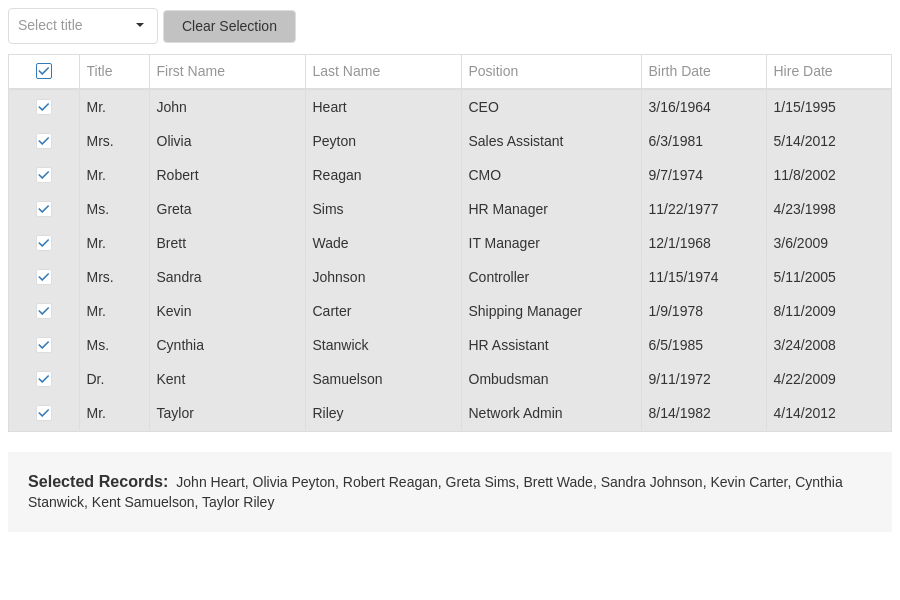 Select title Clear Selection
Title First Name Last Name Position Birth Date Hire Date
Mr. John Heart CEO 3/16/1964 1/15/1995
Mrs. Olivia Peyton Sales Assistant 6/3/1981 5/14/2012
Mr. Robert Reagan CMO 9/7/1974 11/8/2002
Ms. Greta Sims HR Manager 11/22/1977 4/23/1998
Mr. Brett Wade IT Manager 12/1/1968 3/6/2009
Mrs. Sandra Johnson Controller 11/15/1974 5/11/2005
Mr. Kevin Carter Shipping Manager 1/9/1978 8/11/2009
Ms. Cynthia Stanwick HR Assistant 6/5/1985 3/24/2008
Dr. Kent Samuelson Ombudsman 9/11/1972 4/22/2009
Mr. Taylor Riley Network Admin 8/14/1982 4/14/2012
Selected Records: John Heart, Olivia Peyton, Robert Reagan, Greta Sims, Brett Wade, Sandra Johnson, Kevin Carter, Cynthia
Stanwick, Kent Samuelson, Taylor Riley